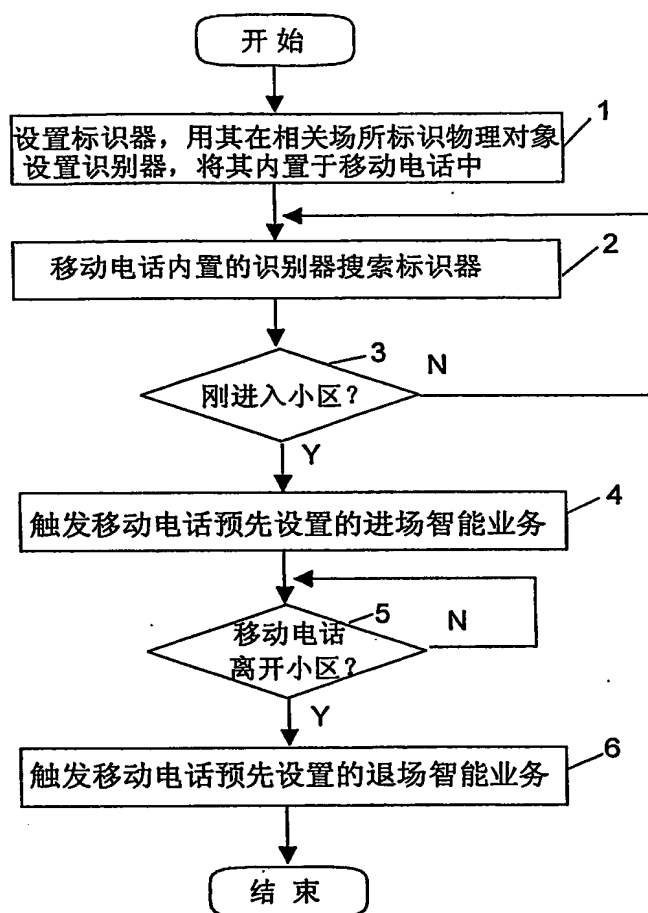 开 始
1
设置标识器，用其在相关场所标识物理对象
设置识别器，将其内置于移动电话中
2
移动电话内置的识别器搜索标识器
3
N
刚进入小区？
Y
4
触发移动电话预先设置的进场智能业务
5
N
移动电话
离开小区？
Y
6
触发移动电话预先设置的退场智能业务
结 束